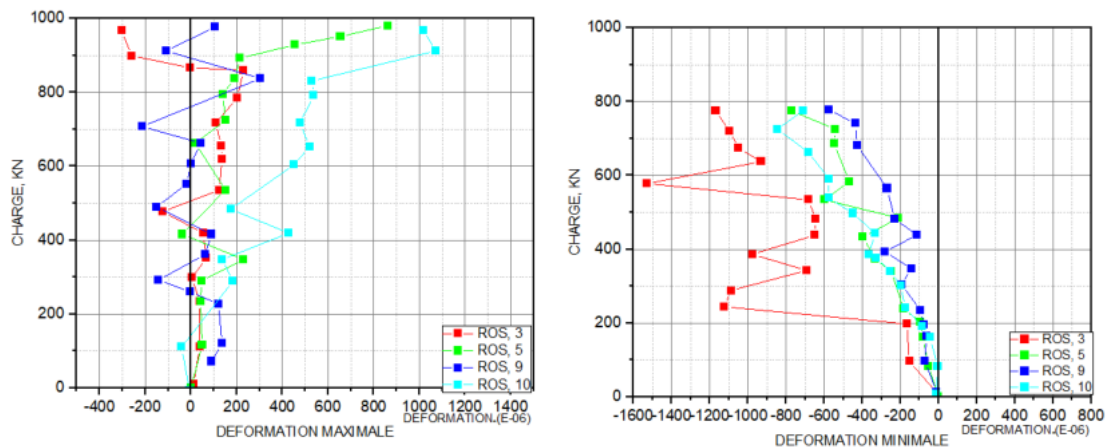 1000
800
600
400
200
0
CHARGE, KN
-400 -200 0 200 400 600 800 1000 1400
DEFORMATION.(E-06)
DEFORMATION MAXIMALE
ROS, 3
ROS, 5
ROS, 9
ROS, 10
1000
800
600
400
200
0
CHARGE, KN
-1600 -1400 -1000 -800 -600 -400 -200 0 200 400 600 800
DEFORMATION.(E-06)
DEFORMATION MINIMALE
ROS, 3
ROS, 5
ROS, 9
ROS, 10